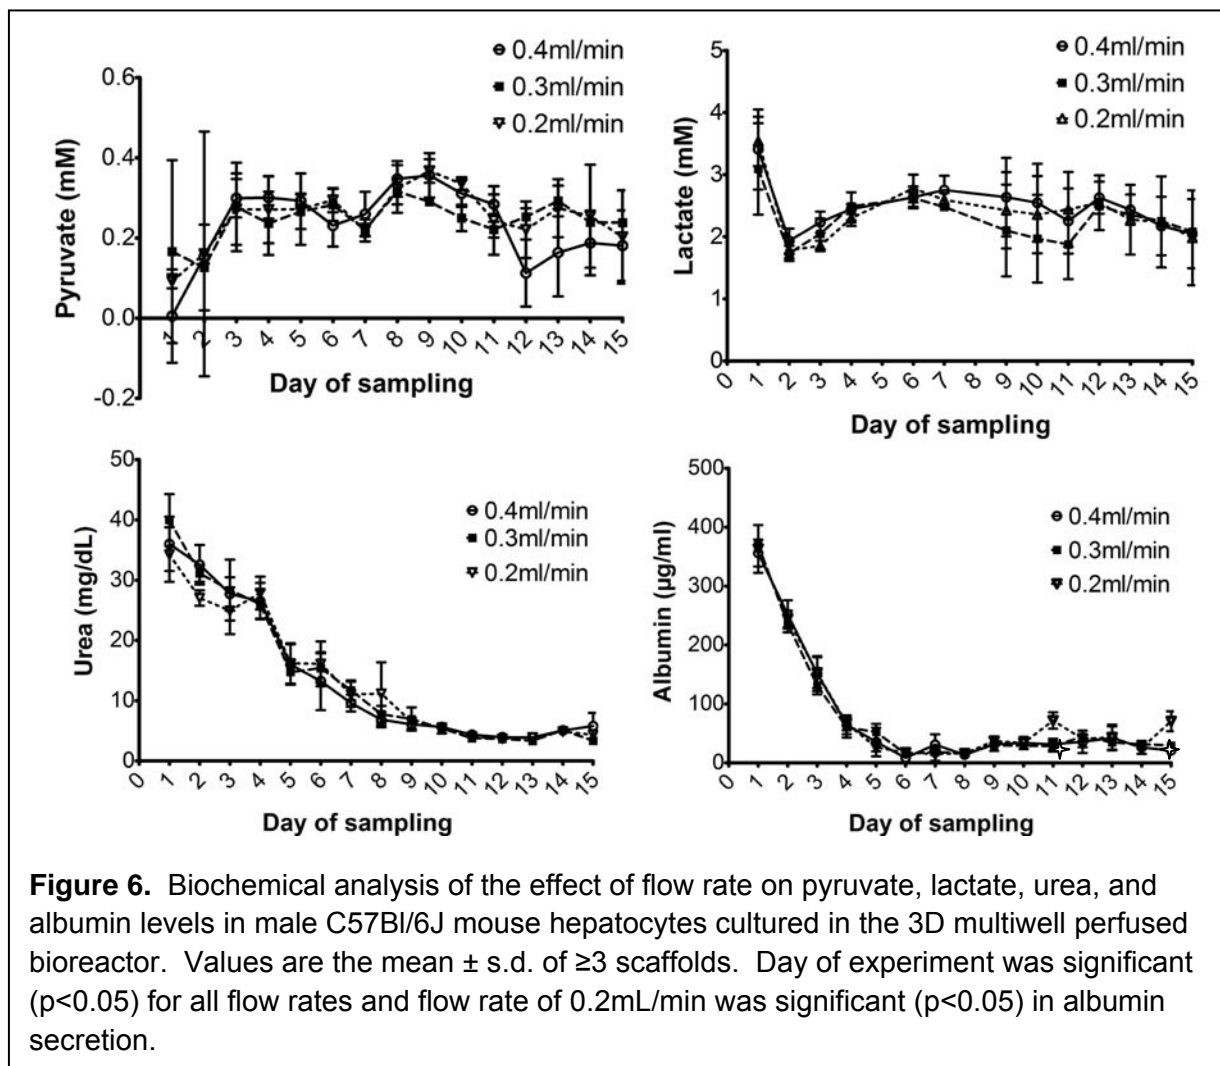 0.4ml/min
0.3ml/min
0.2ml/min
0.6
0.4
0.2
0.0
-0.2
Pyruvate (mM)
1 2 3 4 5 6 7 8 9 10 11 12 13 14 15
Day of sampling
0.4ml/min
0.3ml/min
0.2ml/min
5
4
3
2
1
0
Lactate (mM)
0 1 2 3 4 5 6 7 8 9 10 11 12 13 14 15
Day of sampling
50
40
30
20
10
0
Urea (mg/dL)
0.4ml/min
0.3ml/min
0.2ml/min
0 1 2 3 4 5 6 7 8 9 10 11 12 13 14 15
Day of sampling
500
400
300
200
100
0
Albumin (µg/ml)
0.4ml/min
0.3ml/min
0.2ml/min
0 1 2 3 4 5 6 7 8 9 10 11 12 13 14 15
Day of sampling
Figure 6. Biochemical analysis of the effect of flow rate on pyruvate, lactate, urea, and
albumin levels in male C57Bl/6J mouse hepatocytes cultured in the 3D multiwell perfused
bioreactor. Values are the mean ± s.d. of ≥3 scaffolds. Day of experiment was significant
(p<0.05) for all flow rates and flow rate of 0.2mL/min was significant (p<0.05) in albumin
secretion.